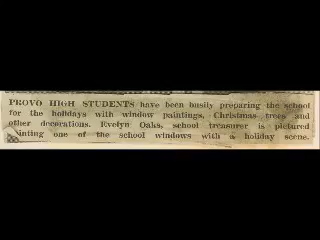 PROVO HIGH STUDENTS have been busily preparing the school
for the holidays with window paintings, Christmas trees and
other decorations. Evelyn Oaks, school treasurer is pictured
ainting one of the school windows with a holiday scene.